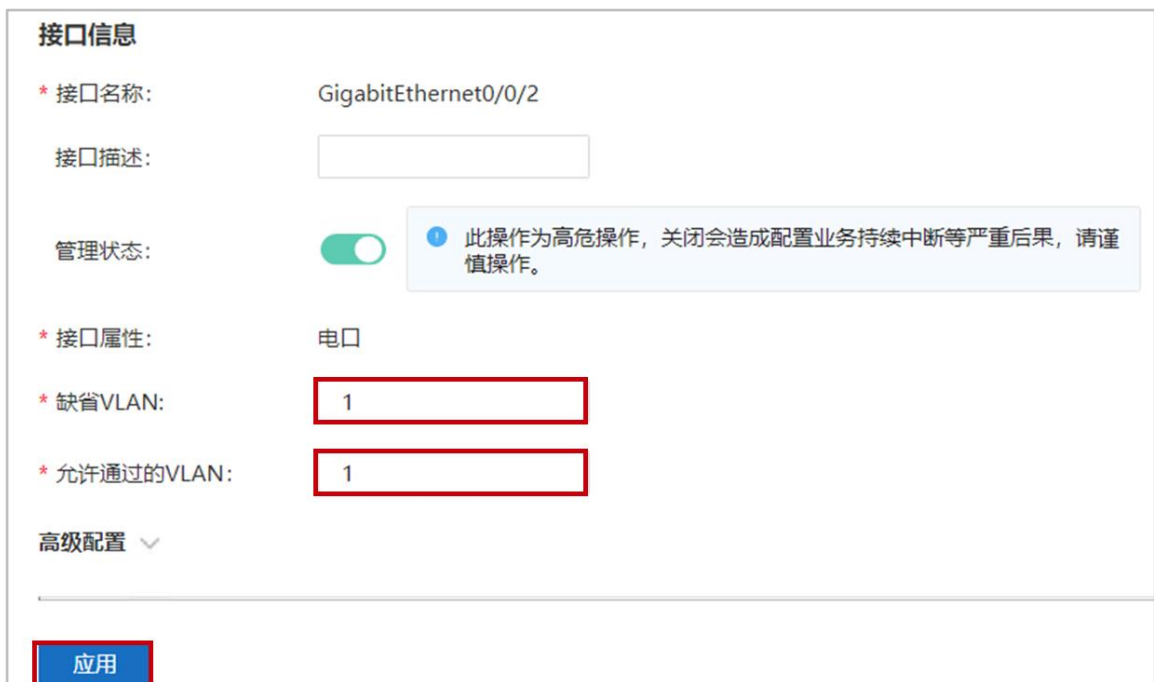 接口信息
* 接口名称: GigabitEthernet0/0/2
接口描述:
管理状态:
此操作为高危操作，关闭会造成配置业务持续中断等严重后果，请谨
慎操作。
* 接口属性: 电口
* 缺省VLAN: 1
* 允许通过的VLAN: 1
高级配置
应用